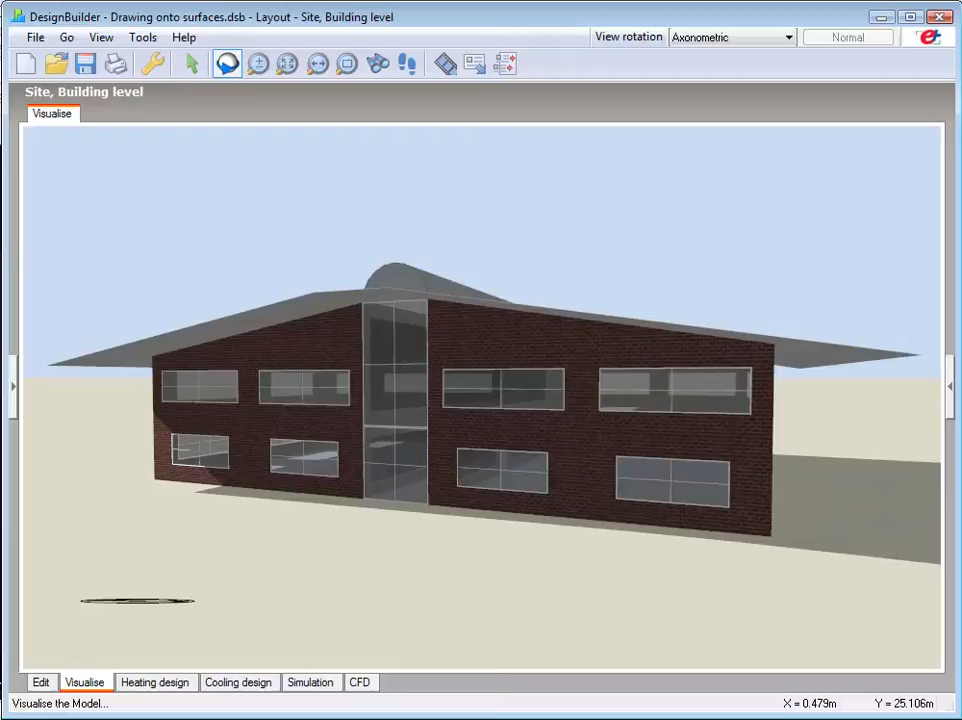 DesignBuilder - Drawing onto surfaces.dsb - Layout - Site, Building level
File Go View Tools Help View rotation Axonometric Normal
Site, Building level
Visualise
Edit Visualise Heating design Cooling design Simulation CFD
Visualise the Model... X = 0.479m Y = 25.106m